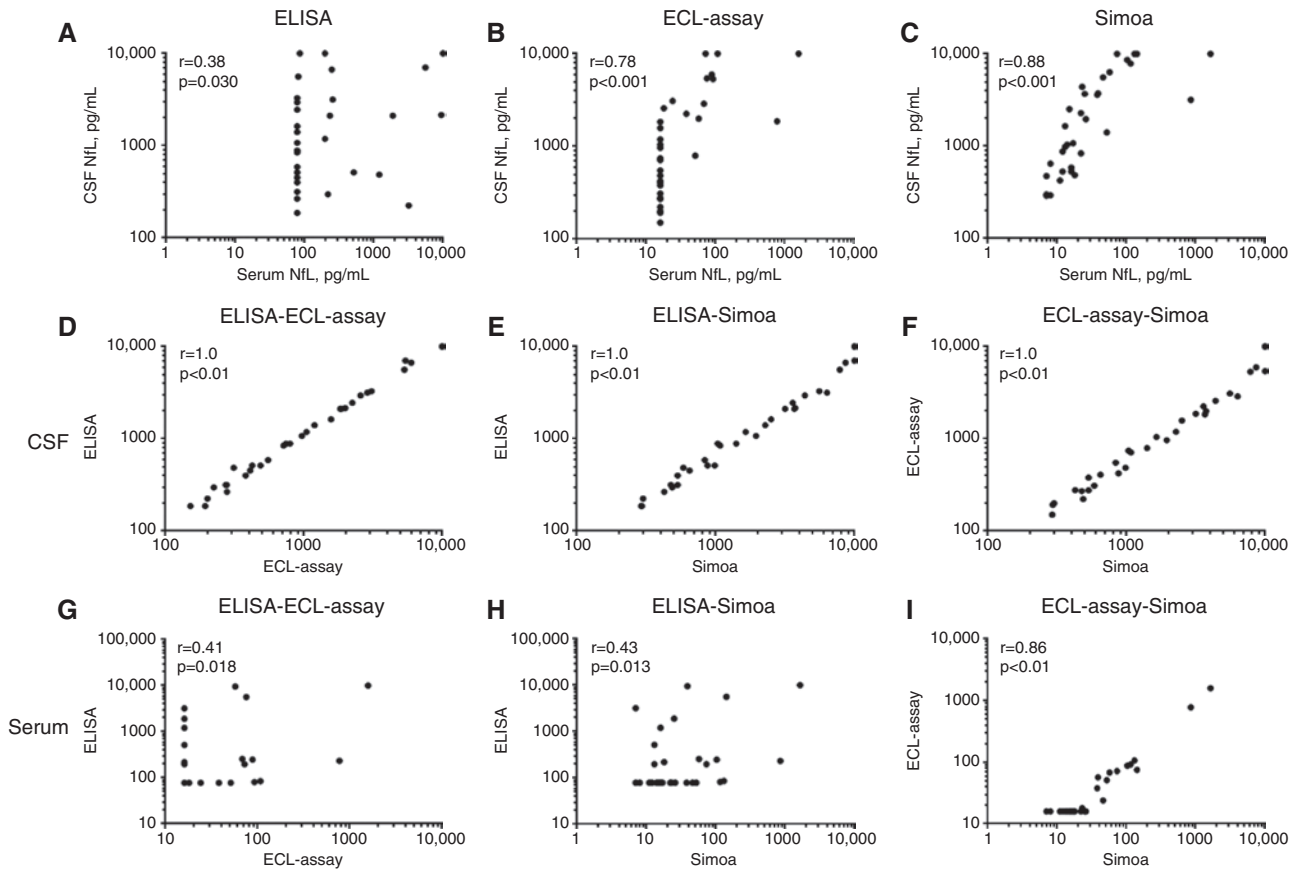 A ELISA
r=0.38
p=0.030
CSF NfL, pg/mL
10,000
1000
100
1 10 100 1000 10,000
Serum NfL, pg/mL
B ECL-assay
r=0.78
p<0.001
CSF NfL, pg/mL
10,000
1000
100
1 10 100 1000 10,000
Serum NfL, pg/mL
C Simoa
r=0.88
p<0.001
CSF NfL, pg/mL
10,000
1000
100
1 10 100 1000 10,000
Serum NfL, pg/mL
CSF
D ELISA-ECL-assay
r=1.0
p<0.01
ELISA
10,000
1000
100
100 1000 10,000
ECL-assay
E ELISA-Simoa
r=1.0
p<0.01
ELISA
10,000
1000
100
100 1000 10,000
Simoa
F ECL-assay-Simoa
r=1.0
p<0.01
ECL-assay
10,000
1000
100
100 1000 10,000
Simoa
Serum
G ELISA-ECL-assay
r=0.41
p=0.018
ELISA
100,000
10,000
1000
100
10
10 100 1000 10,000
ECL-assay
H ELISA-Simoa
r=0.43
p=0.013
ELISA
100,000
10,000
1000
100
10
1 10 100 1000 10,000
Simoa
I ECL-assay-Simoa
r=0.86
p<0.01
ECL-assay
10,000
1000
100
10
1 10 100 1000 10,000
Simoa